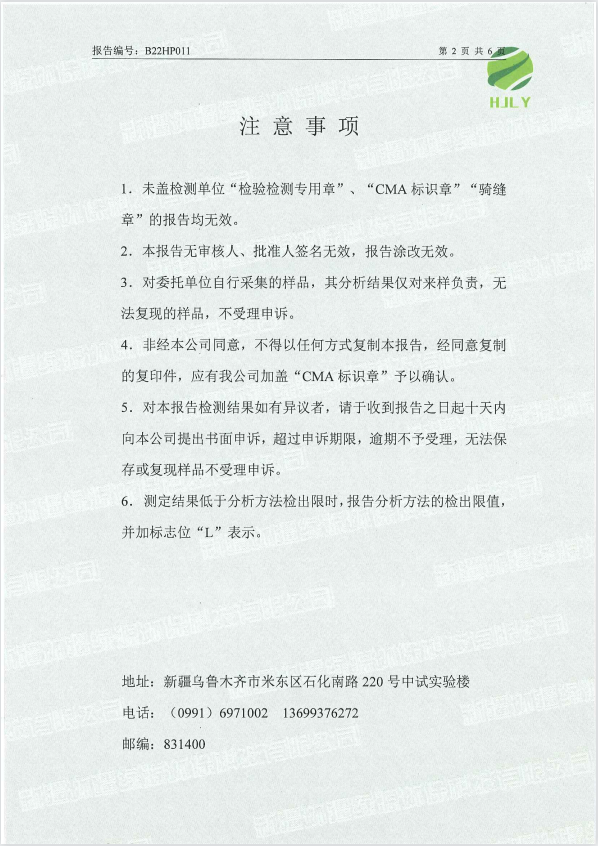 报告编号：B22HP011
第 2 页 共 6 页
HJLY
注意事项
1．未盖检测单位“检验检测专用章”、“CMA 标识章”“骑缝
章”的报告均无效。
2．本报告无审核人、批准人签名无效，报告涂改无效。
3．对委托单位自行采集的样品，其分析结果仅对来样负责，无
法复现的样品，不受理申诉。
4．非经本公司同意，不得以任何方式复制本报告，经同意复制
的复印件，应有我公司加盖“CMA 标识章”予以确认。
5．对本报告检测结果如有异议者，请于收到报告之日起十天内
向本公司提出书面申诉，超过申诉期限，逾期不予受理，无法保
存或复现样品不受理申诉。
6．测定结果低于分析方法检出限时，报告分析方法的检出限值，
并加标志位“L”表示。
地址：新疆乌鲁木齐市米东区石化南路 220 号中试实验楼
电话：（0991）6971002 13699376272
邮编：831400